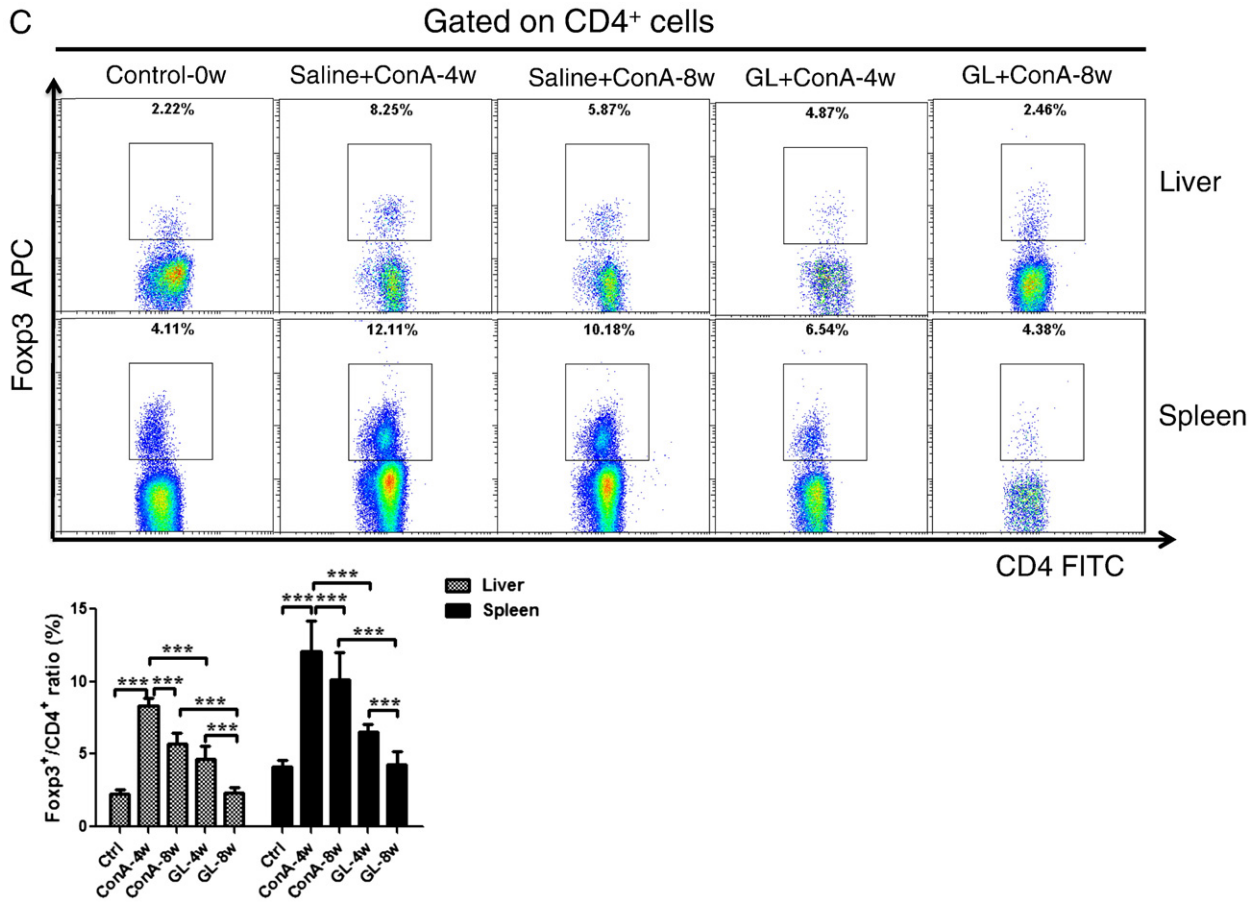 C
Gated on CD4⁺ cells
Control-0w Saline+ConA-4w Saline+ConA-8w GL+ConA-4w GL+ConA-8w
2.22% 8.25% 5.87% 4.87% 2.46%
Liver
4.11% 12.11% 10.18% 6.54% 4.38%
Spleen
Foxp3 APC
CD4 FITC
Liver
Spleen
Foxp3⁺/CD4⁺ ratio (%)
15
10
5
0
*** *** *** *** ***
*** *** *** *** ***
Ctrl ConA-4w ConA-8w GL-4w GL-8w Ctrl ConA-4w ConA-8w GL-4w GL-8w